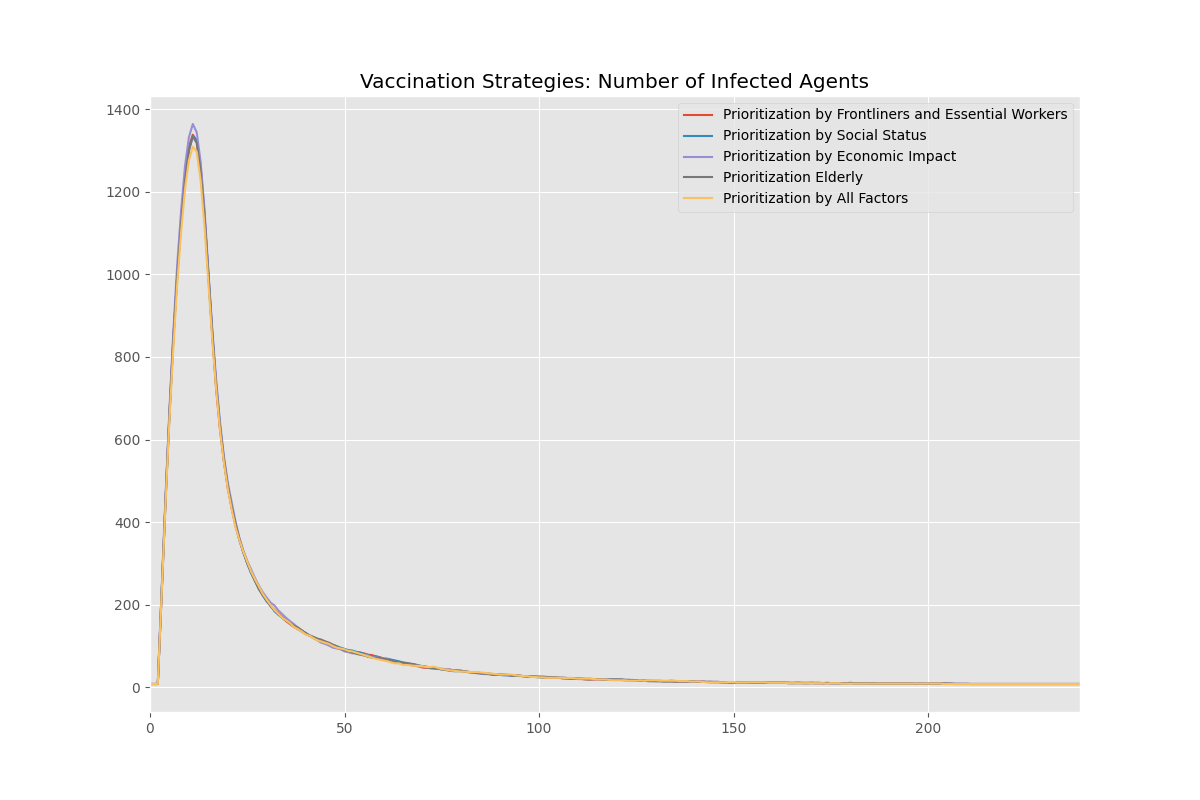 Vaccination Strategies: Number of Infected Agents
1400
1200
1000
800
600
400
200
0
Prioritization by Frontliners and Essential Workers
Prioritization by Social Status
Prioritization by Economic Impact
Prioritization Elderly
Prioritization by All Factors
0 50 100 150 200